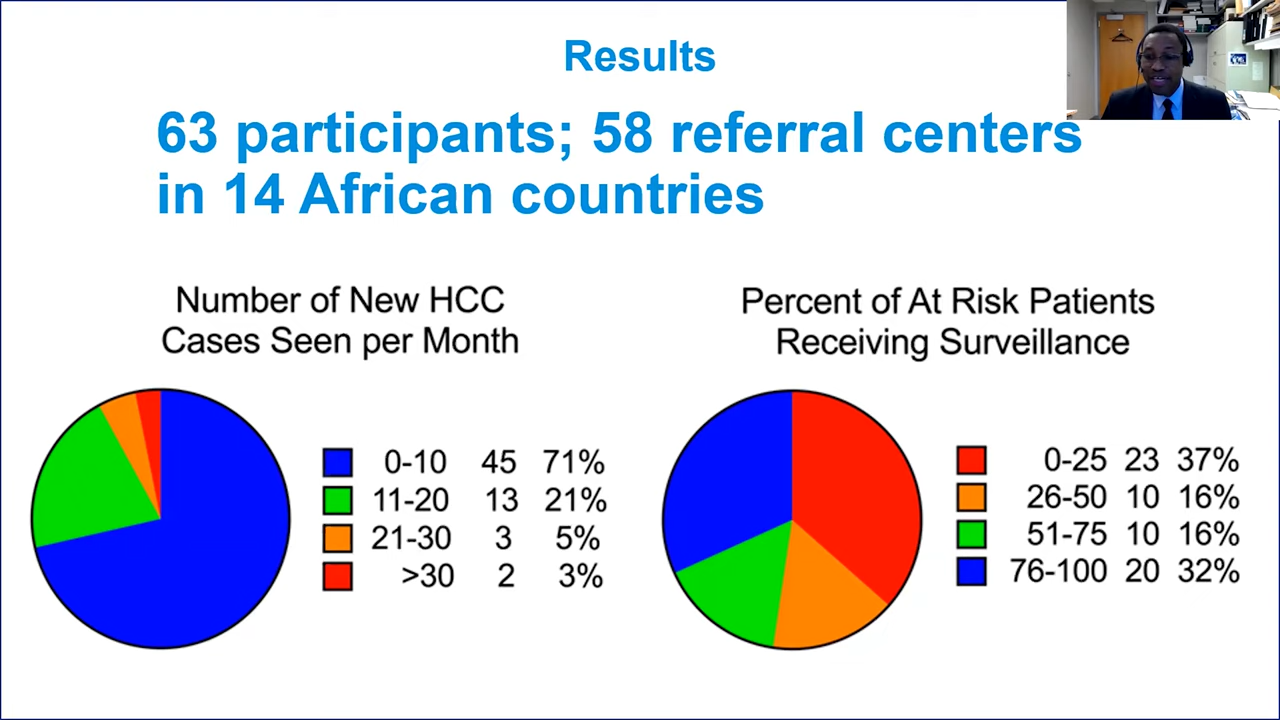 Results
63 participants; 58 referral centers
in 14 African countries
Number of New HCC
Cases Seen per Month
0-10 45 71%
11-20 13 21%
21-30 3 5%
>30 2 3%
Percent of At Risk Patients
Receiving Surveillance
0-25 23 37%
26-50 10 16%
51-75 10 16%
76-100 20 32%